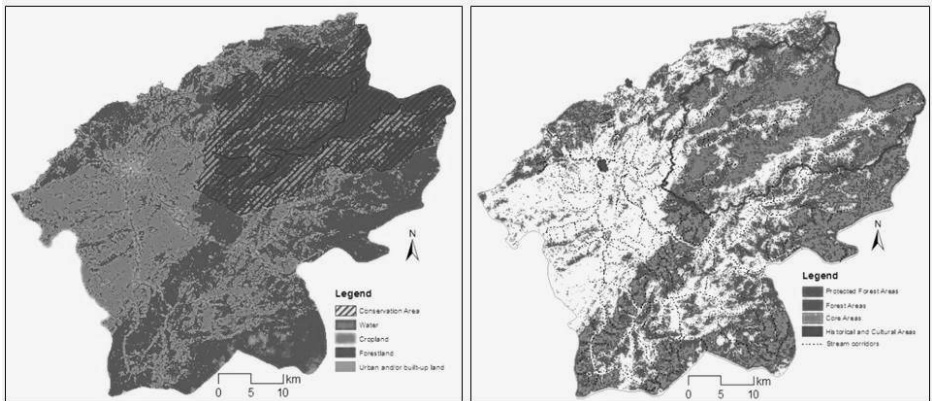 N
Legend
Conservation Area
Water
Cropland
Forestland
Urban and/or built-up land
km
0 5 10
N
Legend
Protected Forest Areas
Forest Areas
Core Areas
Historical and Cultural Areas
Stream corridors
km
0 5 10